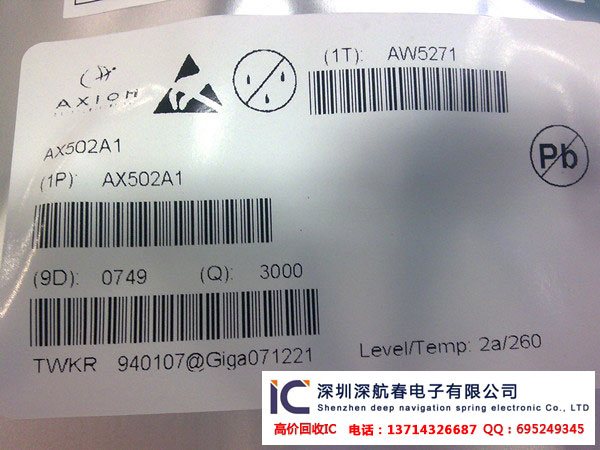 (1T): AW5271
AXIOM
AX502A1
(1P) AX502A1
Pb
(9D): 0749 (Q): 3000
TWKR 940107@Giga071221
Level/Temp: 2a/260
IC 深圳深航春电子有限公司
Shenzhen deep navigation spring electronic Co., LTD
高价回收IC 电话：13714326687 QQ：695249345